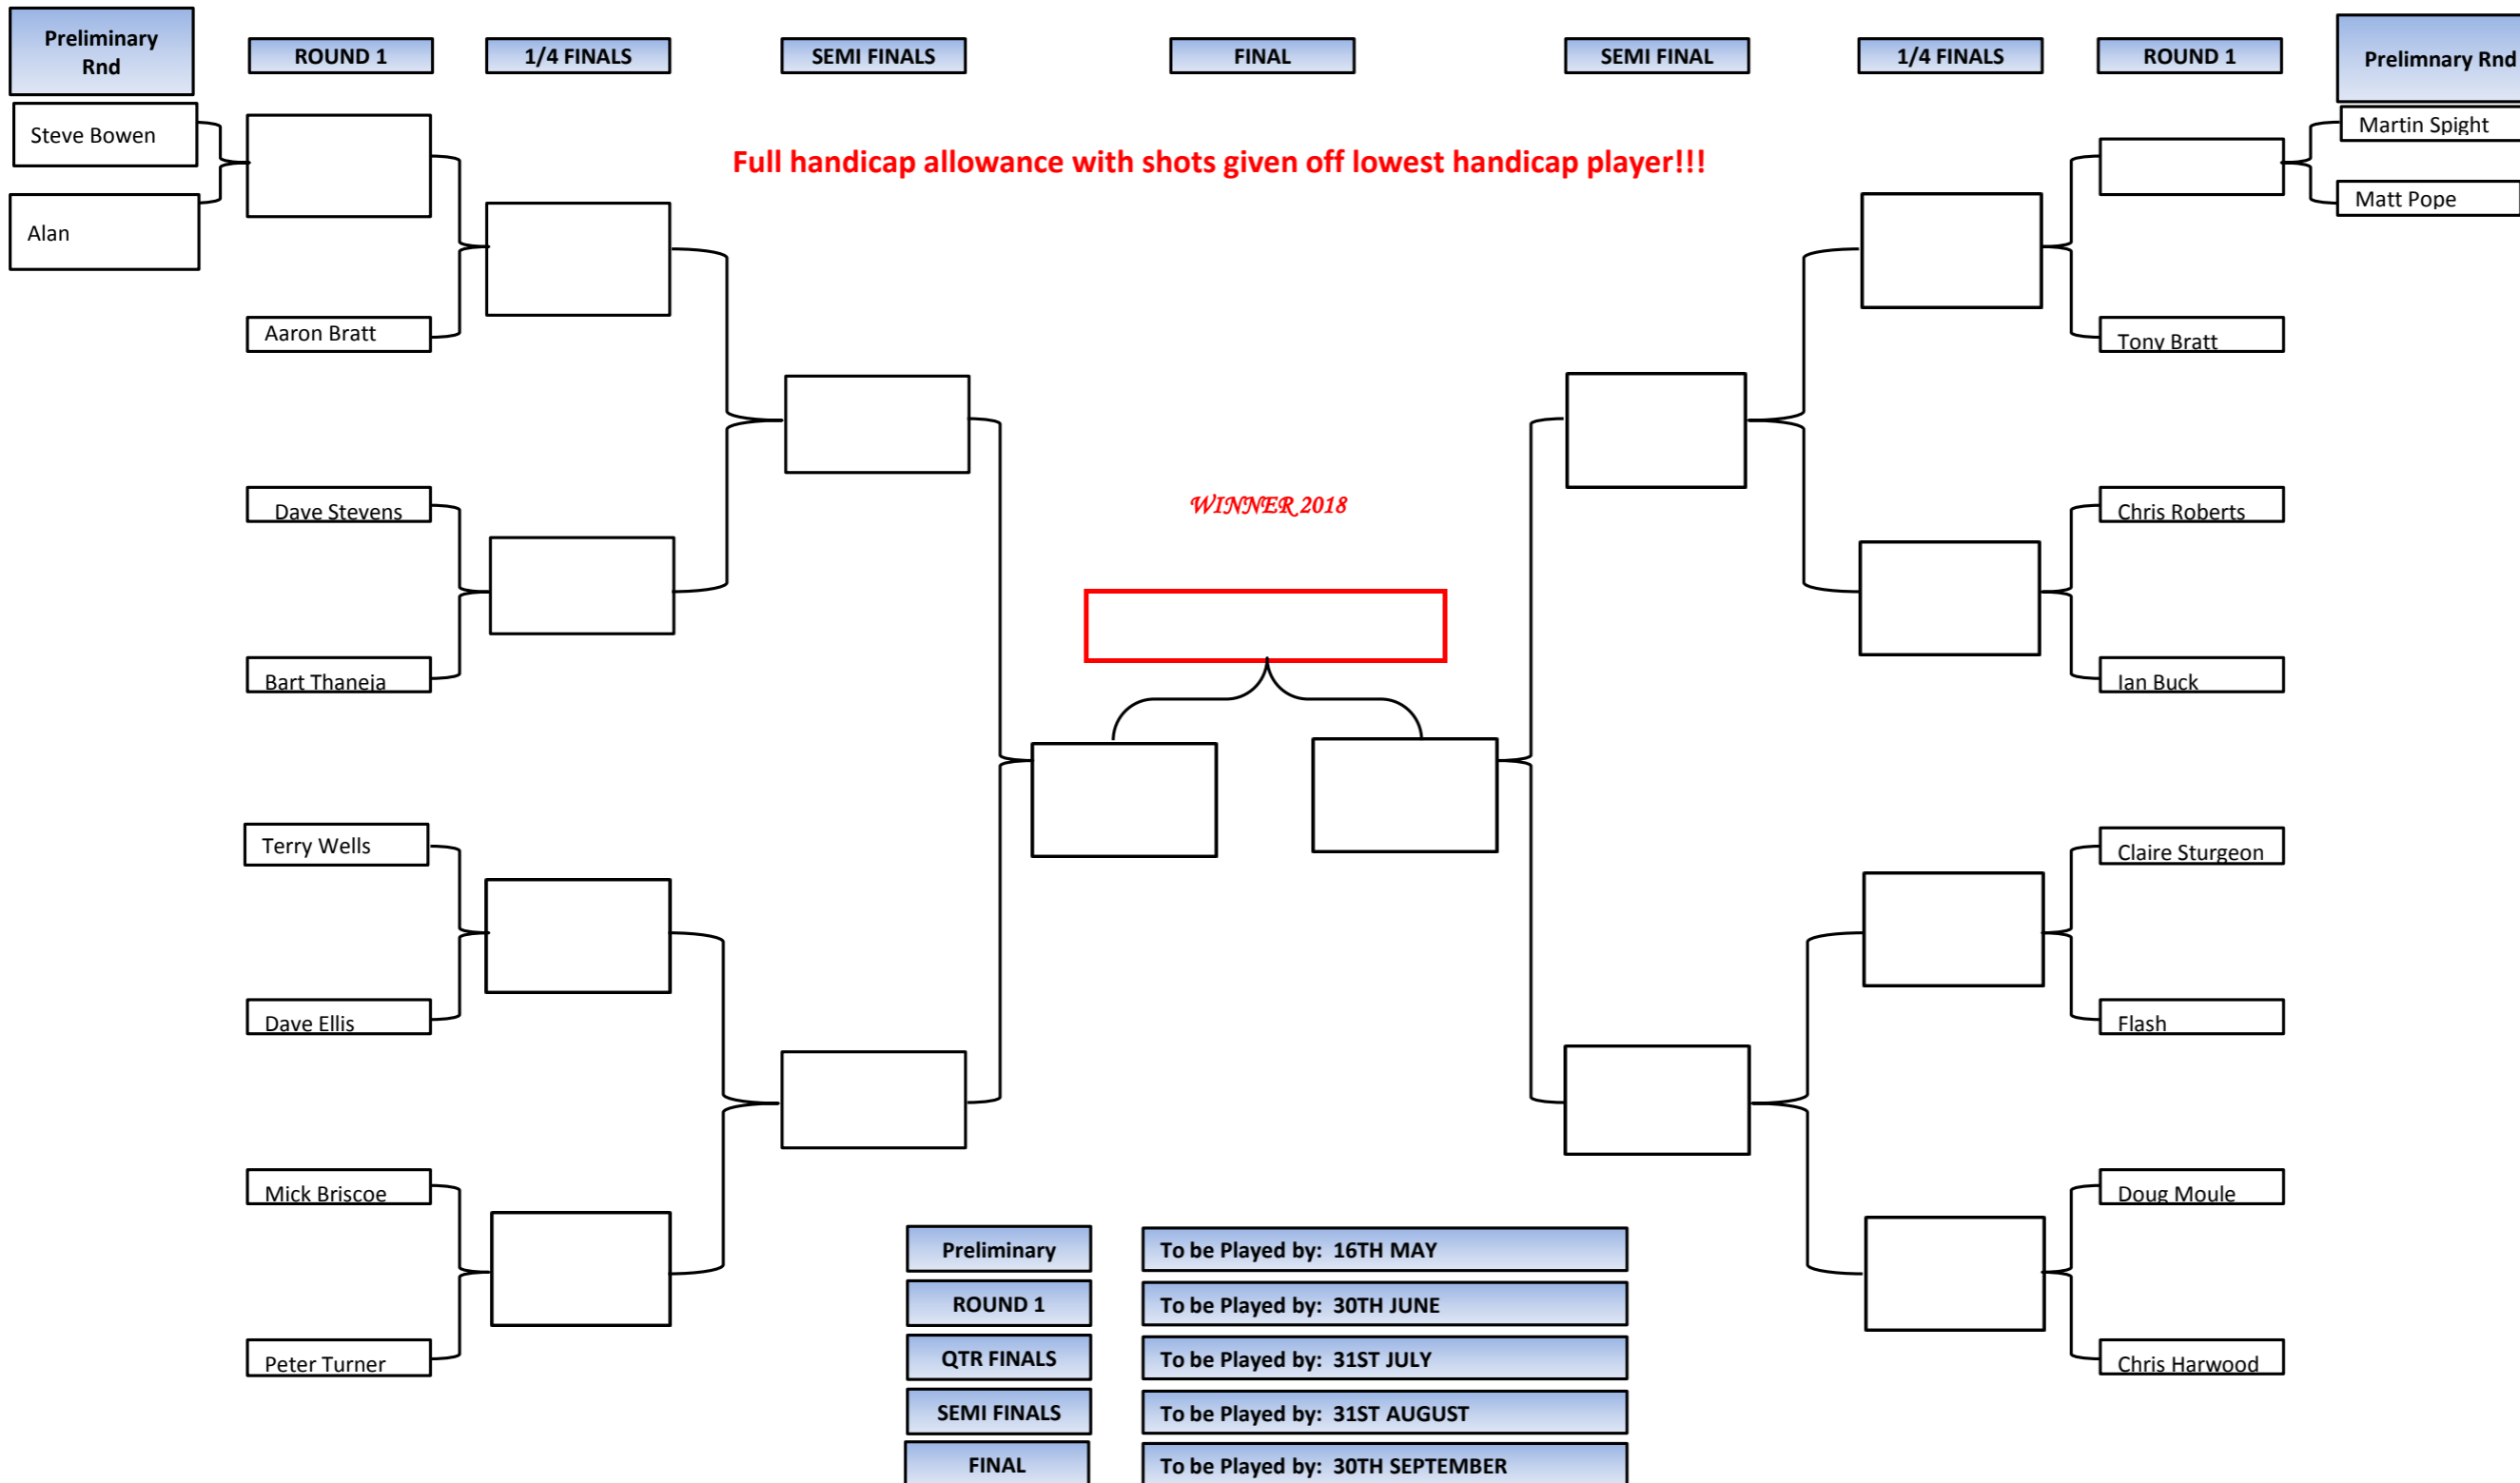 Preliminary
Rnd
ROUND 1
1/4 FINALS
SEMI FINALS
FINAL
SEMI FINAL
1/4 FINALS
ROUND 1
Prelimnary Rnd
Steve Bowen
Alan
Full handicap allowance with shots given off lowest handicap player!!!
Martin Spight
Matt Pope
Aaron Bratt
Tony Bratt
Dave Stevens
WINNER 2018
Chris Roberts
Bart Thaneja
Ian Buck
Terry Wells
Claire Sturgeon
Dave Ellis
Flash
Mick Briscoe
Doug Moule
Peter Turner
Chris Harwood
Preliminary
To be Played by: 16TH MAY
ROUND 1
To be Played by: 30TH JUNE
QTR FINALS
To be Played by: 31ST JULY
SEMI FINALS
To be Played by: 31ST AUGUST
FINAL
To be Played by: 30TH SEPTEMBER